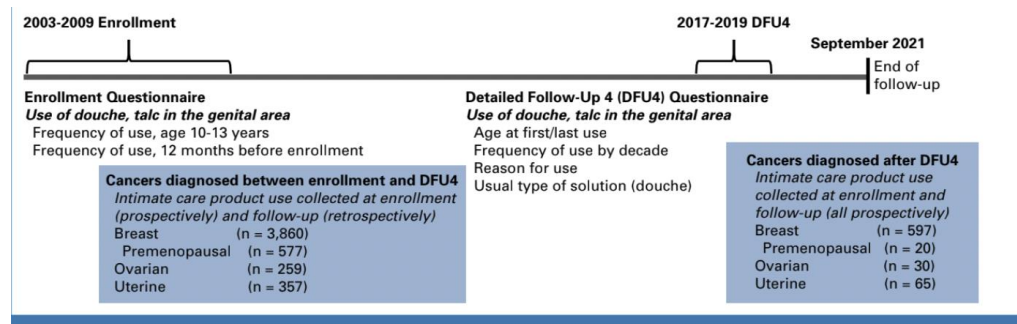 2003-2009 Enrollment
2017-2019 DFU4
September 2021
End of
follow-up
Enrollment Questionnaire
Use of douche, talc in the genital area
Frequency of use, age 10-13 years
Frequency of use, 12 months before enrollment
Cancers diagnosed between enrollment and DFU4
Intimate care product use collected at enrollment
(prospectively) and follow-up (retrospectively)
Breast (n = 3,860)
Premenopausal (n = 577)
Ovarian (n = 259)
Uterine (n = 357)
Detailed Follow-Up 4 (DFU4) Questionnaire
Use of douche, talc in the genital area
Age at first/last use
Frequency of use by decade
Reason for use
Usual type of solution (douche)
Cancers diagnosed after DFU4
Intimate care product use
collected at enrollment and
follow-up (all prospectively)
Breast (n = 597)
Premenopausal (n = 20)
Ovarian (n = 30)
Uterine (n = 65)